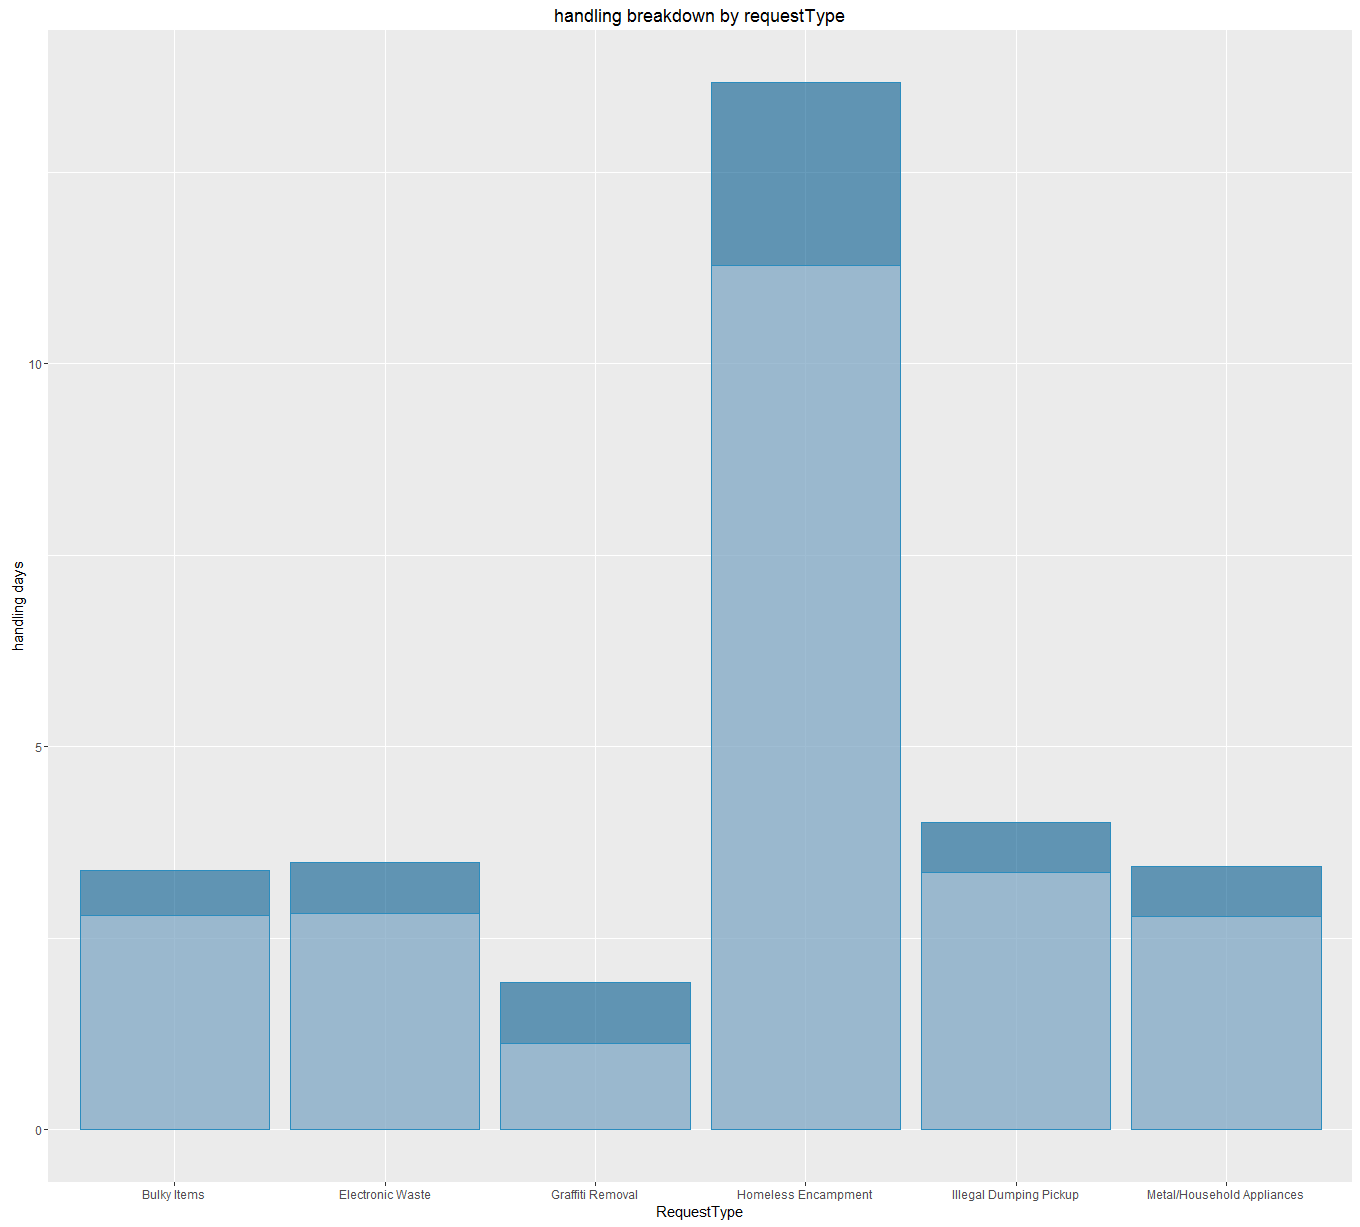 handling breakdown by requestType
handling days
10
5
0
Bulky Items
Electronic Waste
Graffiti Removal
Homeless Encampment
Illegal Dumping Pickup
Metal/Household Appliances
RequestType